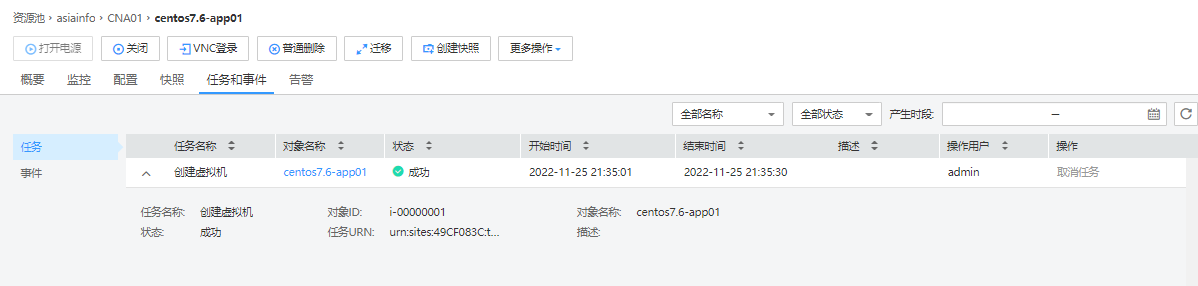 资源池 › asiainfo › CNA01 › centos7.6-app01
打开电源 关闭 VNC登录 普通删除 迁移 创建快照 更多操作
概要 监控 配置 快照 任务和事件 告警
全部名称 全部状态 产生时段: –
任务 任务名称 对象名称 状态 开始时间 结束时间 描述 操作用户 操作
事件 创建虚拟机 centos7.6-app01 成功 2022-11-25 21:35:01 2022-11-25 21:35:30 admin 取消任务
任务名称: 创建虚拟机 对象ID: i-00000001 对象名称: centos7.6-app01
状态: 成功 任务URN: urn:sites:49CF083C:t... 描述: